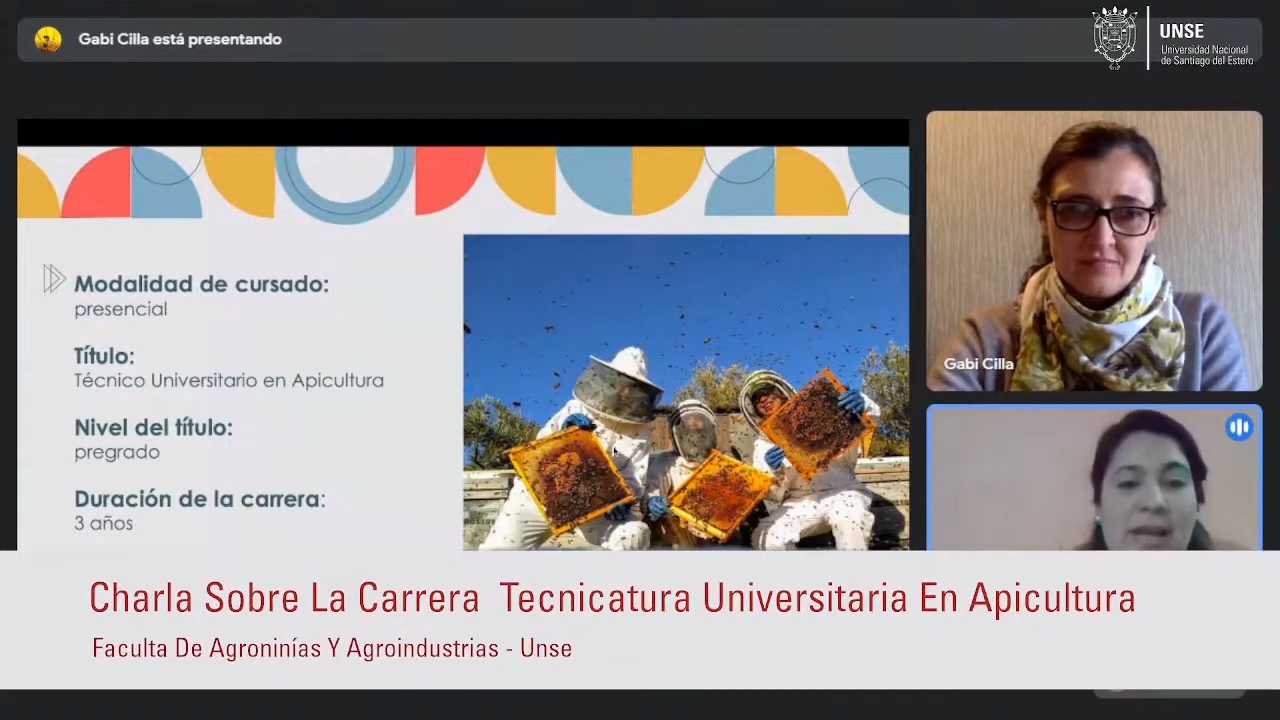 Gabi Cilla está presentando
UNSE
Universidad Nacional
de Santiago del Estero
Modalidad de cursado:
presencial
Título:
Técnico Universitario en Apicultura
Nivel del título:
pregrado
Duración de la carrera:
3 años
Gabi Cilla
Charla Sobre La Carrera Tecnicatura Universitaria En Apicultura
Faculta De Agroninías Y Agroindustrias - Unse